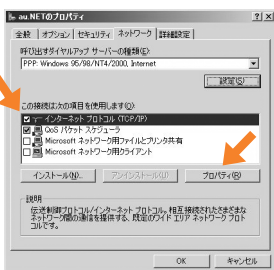 au.NETのプロパティ
全般 オプション セキュリティ ネットワーク 詳細設定
呼び出すダイヤルアップ サーバーの種類(E):
PPP: Windows 95/98/NT4/2000, Internet
設定(S)
この接続は次の項目を使用します(O):
インターネット プロトコル (TCP/IP)
QoS パケット スケジューラ
Microsoft ネットワーク用ファイルとプリンタ共有
Microsoft ネットワーク用クライアント
インストール(N)... アンインストール(U) プロパティ(R)
説明
伝送制御プロトコル/インターネット プロトコル。相互接続されたさまざまな
ネットワーク間の通信を提供する、既定のワイド エリア ネットワーク プロト
コルです。
OK キャンセル